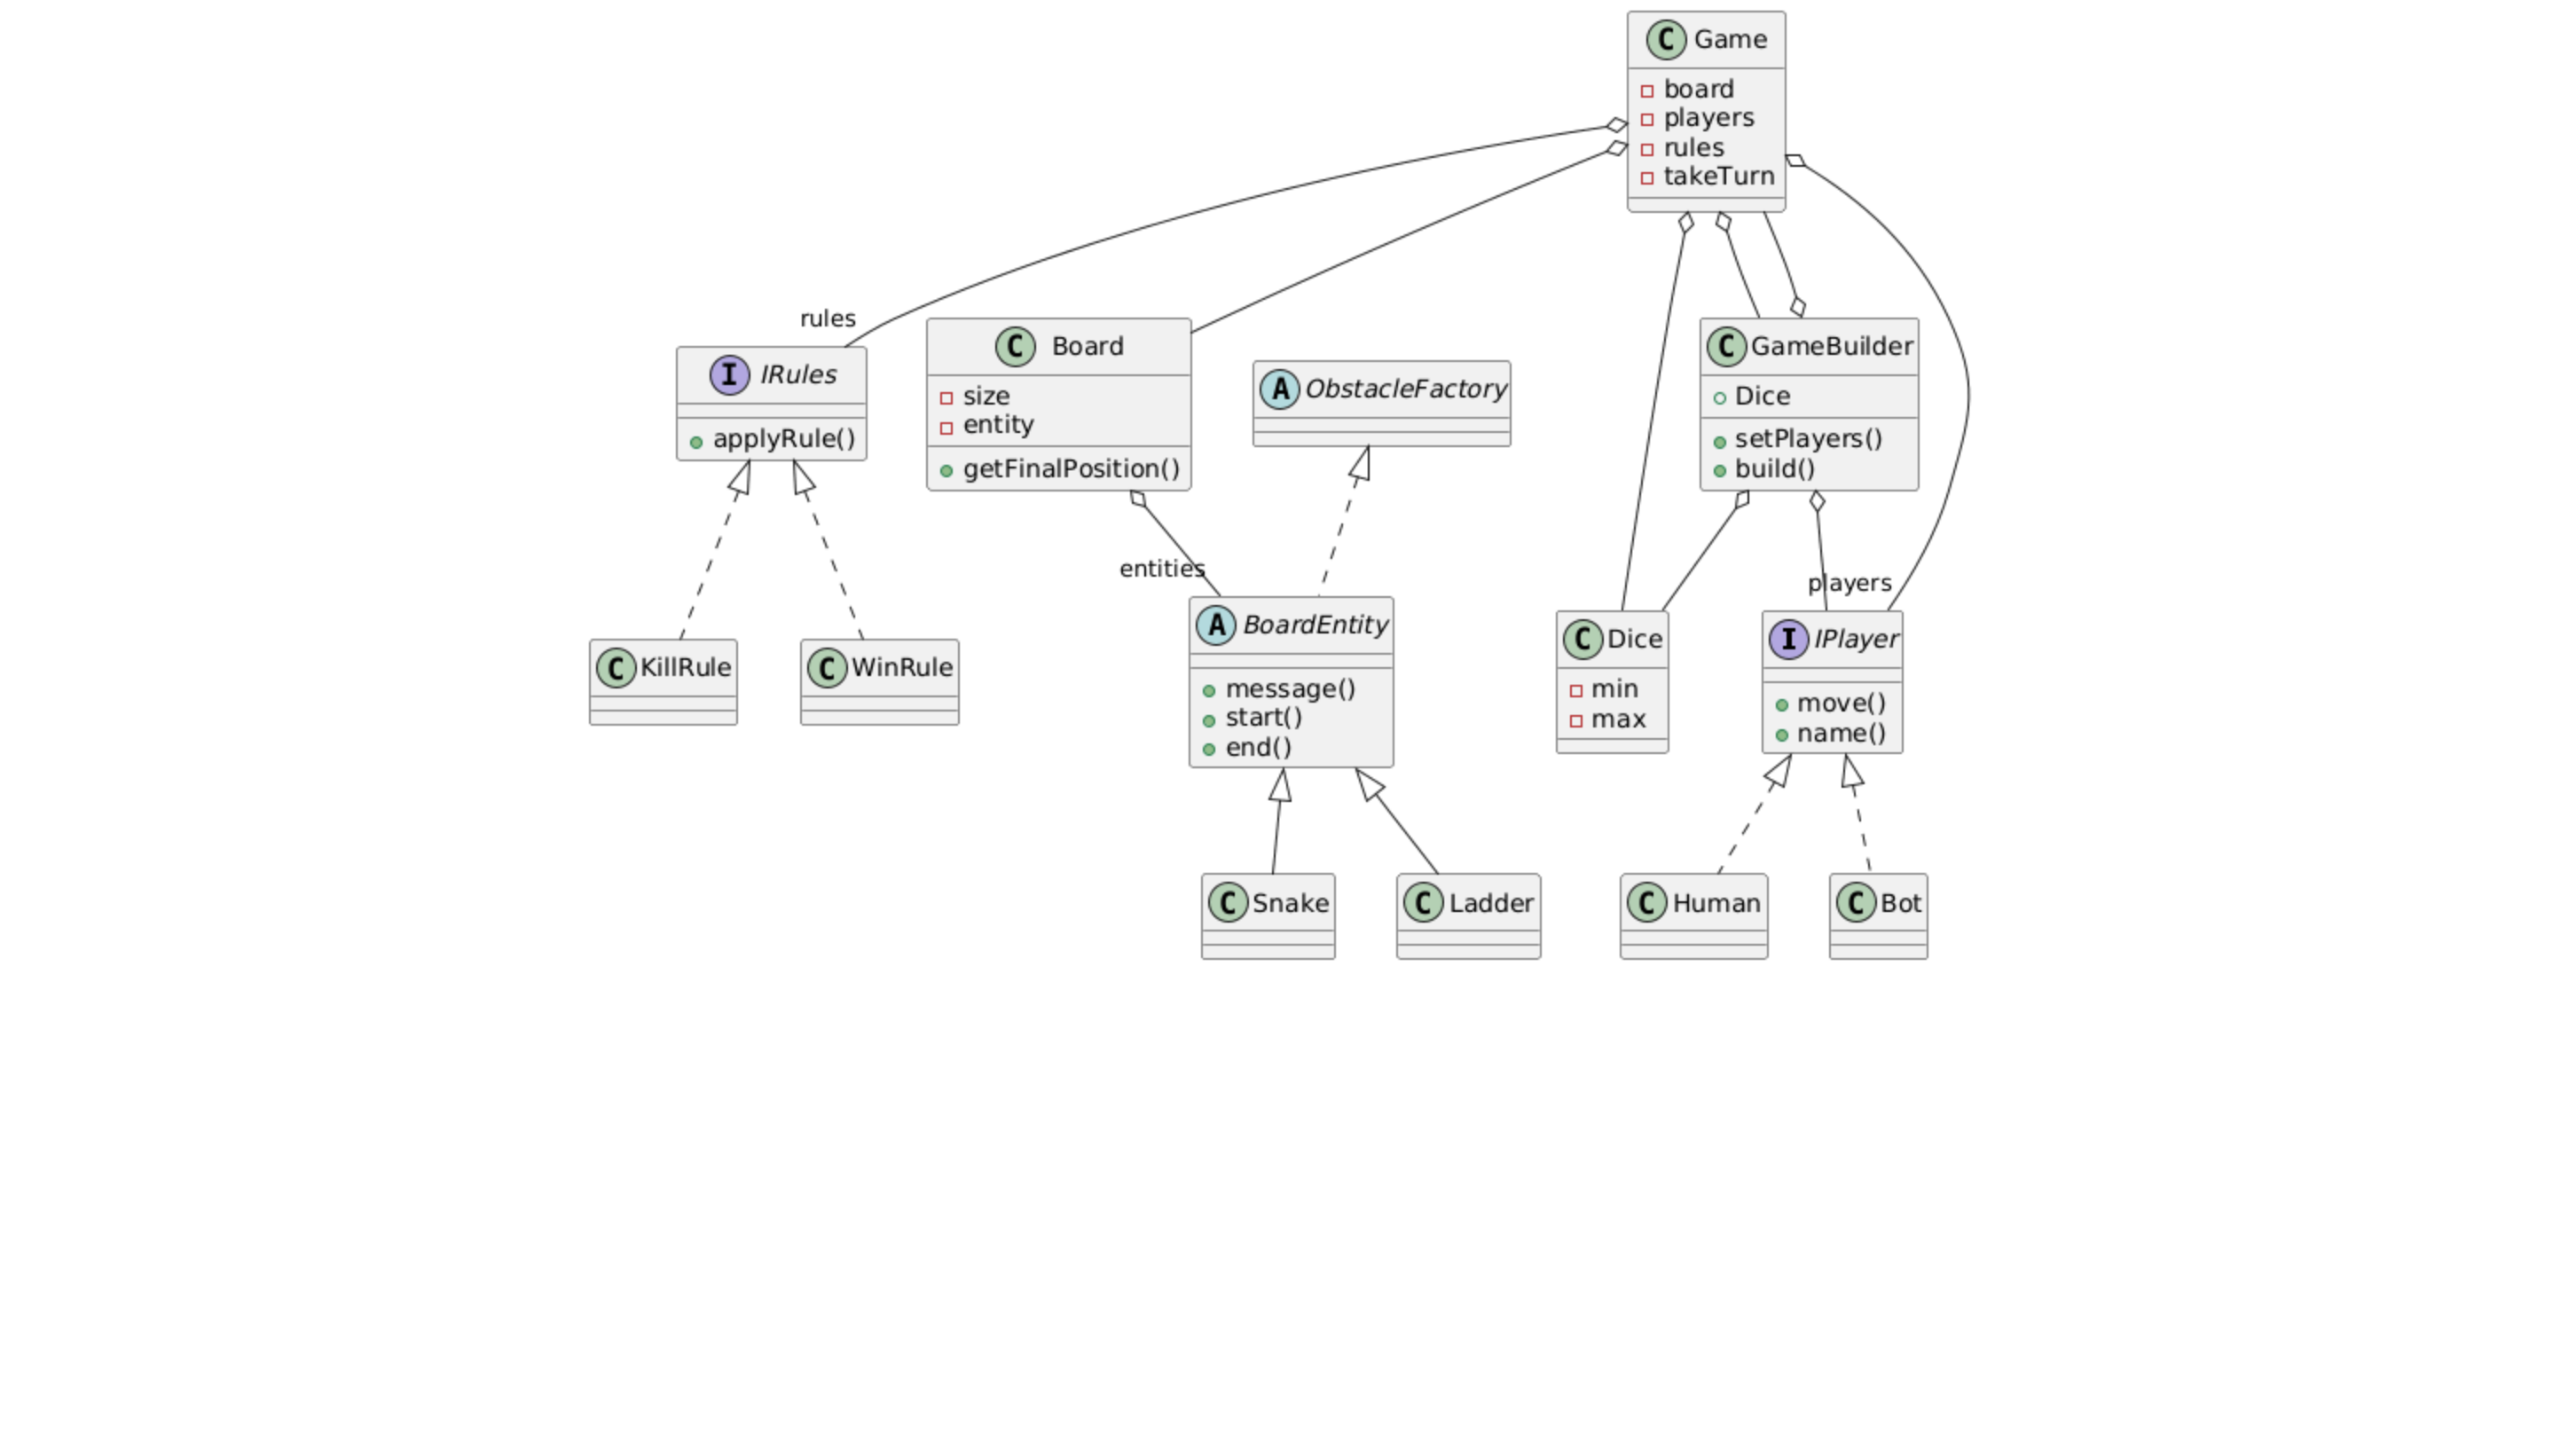 C Game
board
players
rules
takeTurn
rules
I IRules
applyRule()
C Board
size
entity
getFinalPosition()
A ObstacleFactory
C GameBuilder
Dice
setPlayers()
build()
entities
players
C KillRule
C WinRule
A BoardEntity
message()
start()
end()
C Dice
min
max
I IPlayer
move()
name()
C Snake
C Ladder
C Human
C Bot